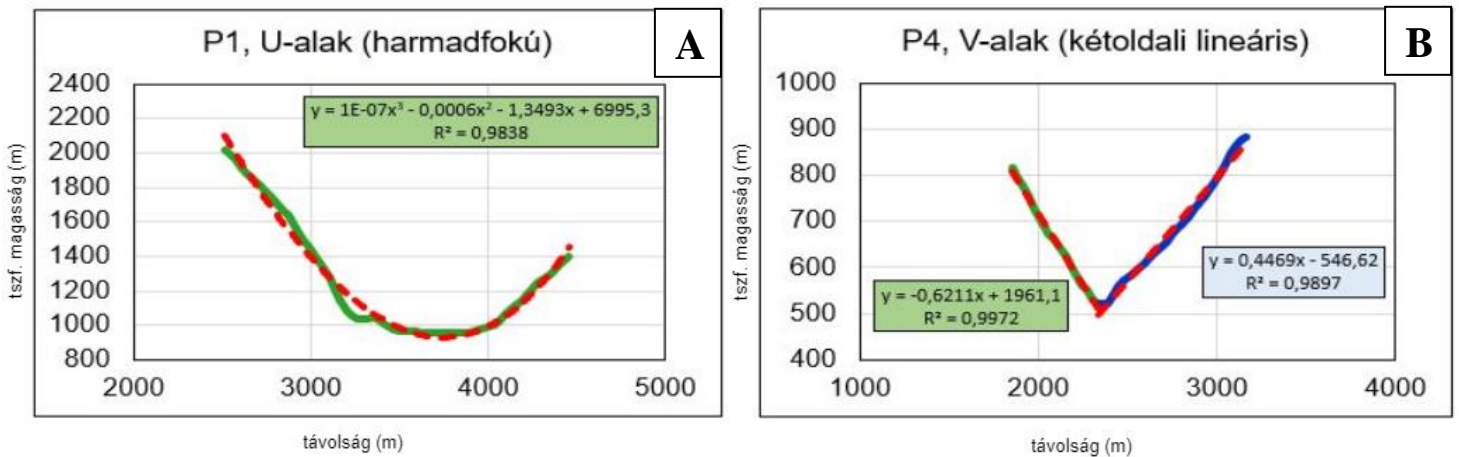 P1, U-alak (harmadfokú)
A
tszf. magasság (m)
2400
2200
2000
1800
1600
1400
1200
1000
800
y = 1E-07x³ - 0,0006x² - 1,3493x + 6995,3
R² = 0,9838
2000 3000 4000 5000
távolság (m)
P4, V-alak (kétoldali lineáris)
B
tszf. magasság (m)
1000
900
800
700
600
500
400
y = -0,6211x + 1961,1
R² = 0,9972
y = 0,4469x - 546,62
R² = 0,9897
1000 2000 3000 4000
távolság (m)